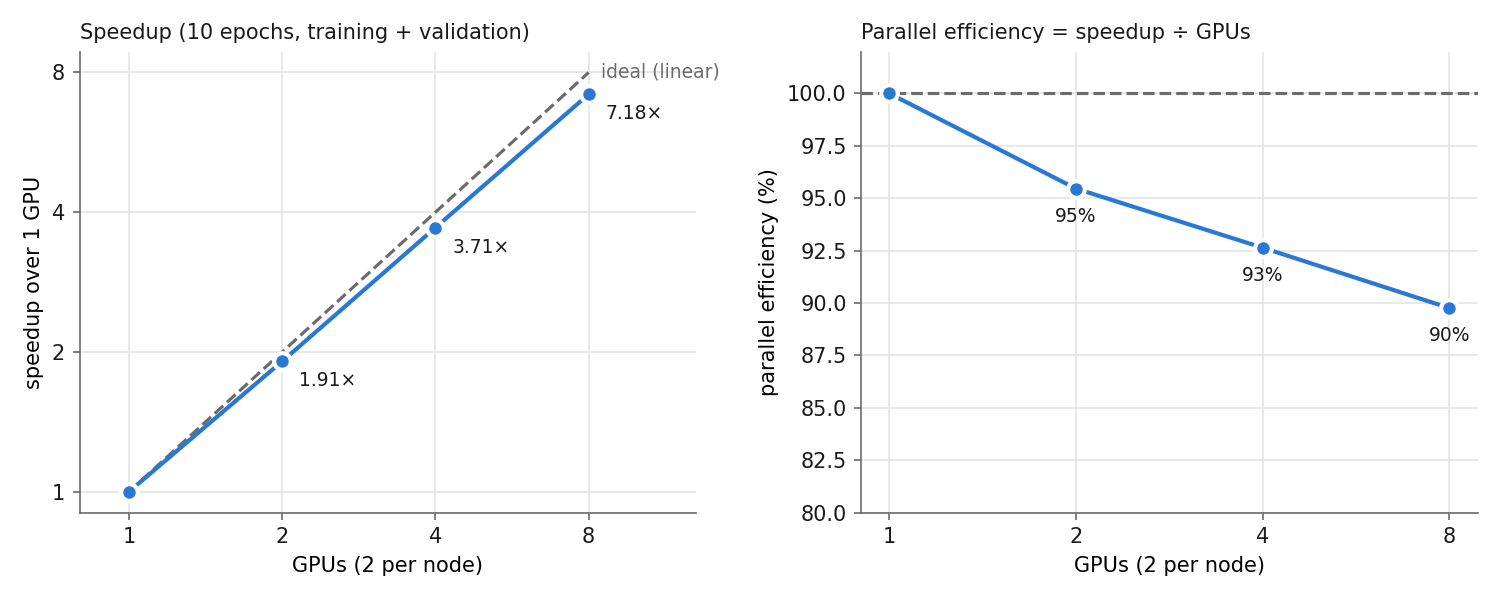 Speedup (10 epochs, training + validation)
8
4
2
1
speedup over 1 GPU
ideal (linear)
7.18×
3.71×
1.91×
1 2 4 8
GPUs (2 per node)
Parallel efficiency = speedup ÷ GPUs
100.0
97.5
95.0
92.5
90.0
87.5
85.0
82.5
80.0
parallel efficiency (%)
95%
93%
90%
1 2 4 8
GPUs (2 per node)